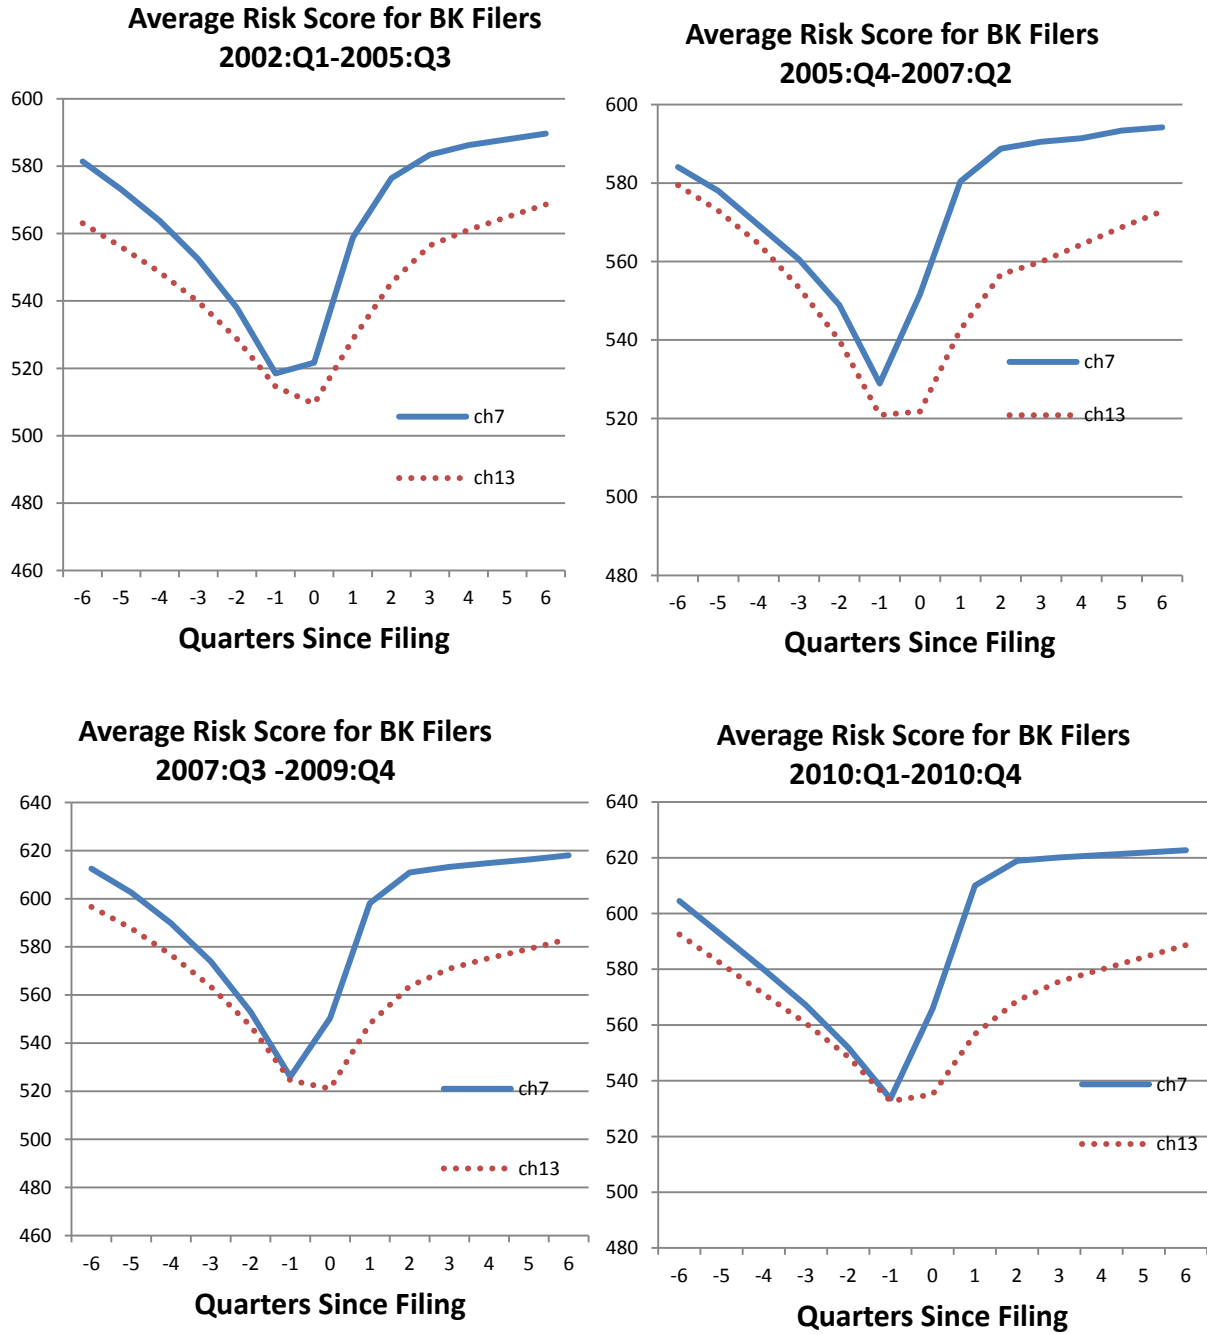 Average Risk Score for BK Filers
2002:Q1-2005:Q3
600
580
560
540
520
500
480
460
ch7
ch13
-6 -5 -4 -3 -2 -1 0 1 2 3 4 5 6
Quarters Since Filing
Average Risk Score for BK Filers
2005:Q4-2007:Q2
600
580
560
540
520
500
480
ch7
ch13
-6 -5 -4 -3 -2 -1 0 1 2 3 4 5 6
Quarters Since Filing
Average Risk Score for BK Filers
2007:Q3 -2009:Q4
640
620
600
580
560
540
520
500
480
460
ch7
ch13
-6 -5 -4 -3 -2 -1 0 1 2 3 4 5 6
Quarters Since Filing
Average Risk Score for BK Filers
2010:Q1-2010:Q4
640
620
600
580
560
540
520
500
480
ch7
ch13
-6 -5 -4 -3 -2 -1 0 1 2 3 4 5 6
Quarters Since Filing